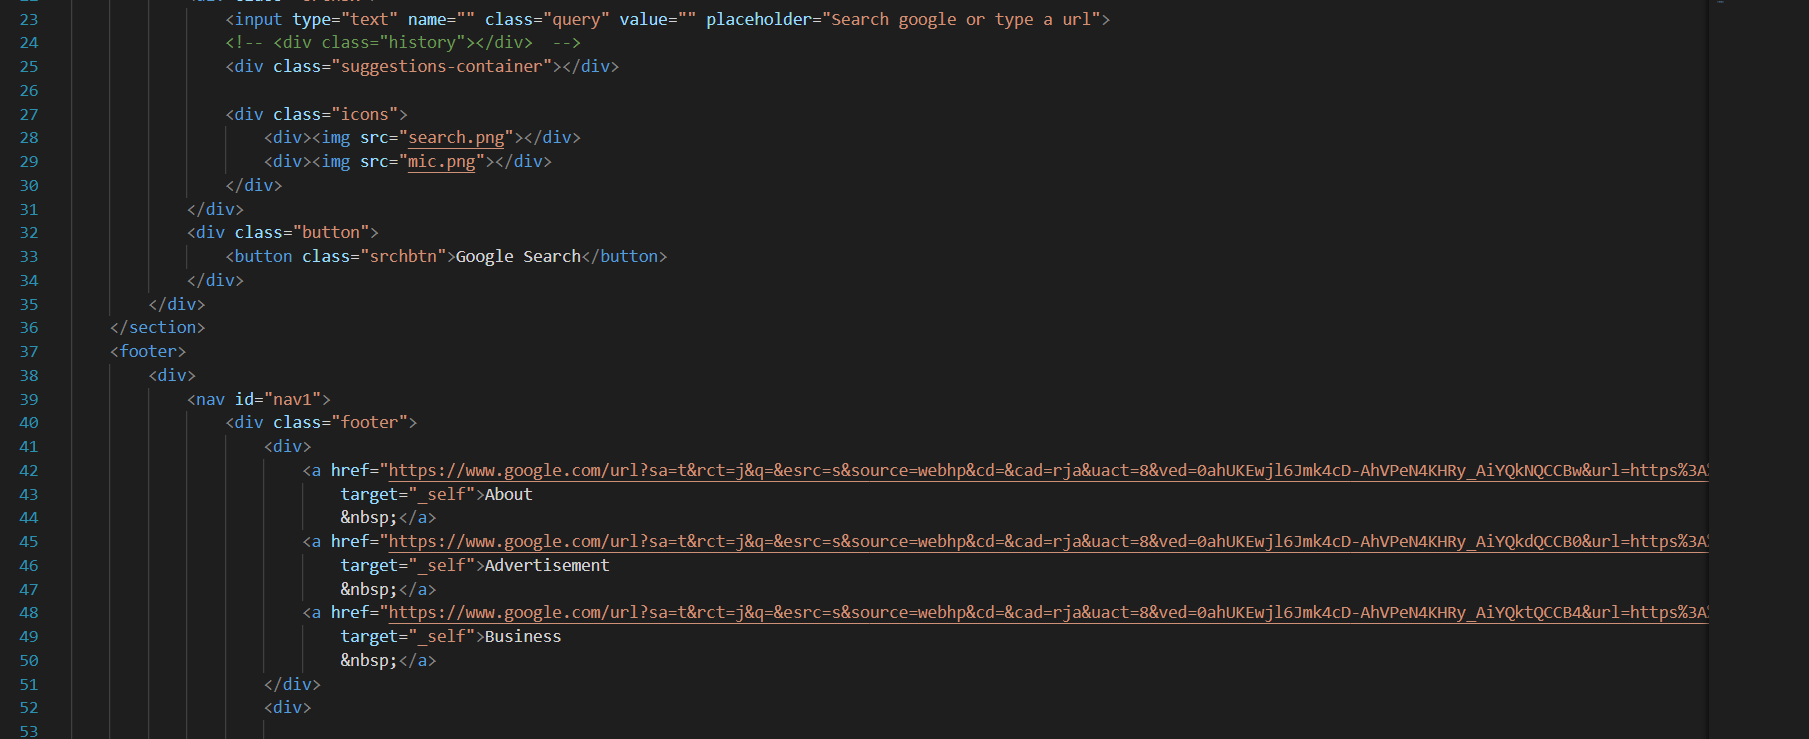 23 <input type="text" name="" class="query" value="" placeholder="Search google or type a url">
24 <!-- <div class="history"></div>  -->
25 <div class="suggestions-container"></div>
26
27 <div class="icons">
28 <div><img src="search.png"></div>
29 <div><img src="mic.png"></div>
30 </div>
31 </div>
32 <div class="button">
33 <button class="srchbtn">Google Search</button>
34 </div>
35 </div>
36 </section>
37 <footer>
38 <div>
39 <nav id="nav1">
40 <div class="footer">
41 <div>
42 <a href="https://www.google.com/url?sa=t&rct=j&q=&esrc=s&source=webhp&cd=&cad=rja&uact=8&ved=0ahUKEwjl6Jmk4cD-AhVPeN4KHRy_AiYQkNQCCBw&url=https%3A
43 target="_self">About
44 &nbsp;</a>
45 <a href="https://www.google.com/url?sa=t&rct=j&q=&esrc=s&source=webhp&cd=&cad=rja&uact=8&ved=0ahUKEwjl6Jmk4cD-AhVPeN4KHRy_AiYQkdQCCB0&url=https%3A
46 target="_self">Advertisement
47 &nbsp;</a>
48 <a href="https://www.google.com/url?sa=t&rct=j&q=&esrc=s&source=webhp&cd=&cad=rja&uact=8&ved=0ahUKEwjl6Jmk4cD-AhVPeN4KHRy_AiYQktQCCB4&url=https%3A
49 target="_self">Business
50 &nbsp;</a>
51 </div>
52 <div>
53